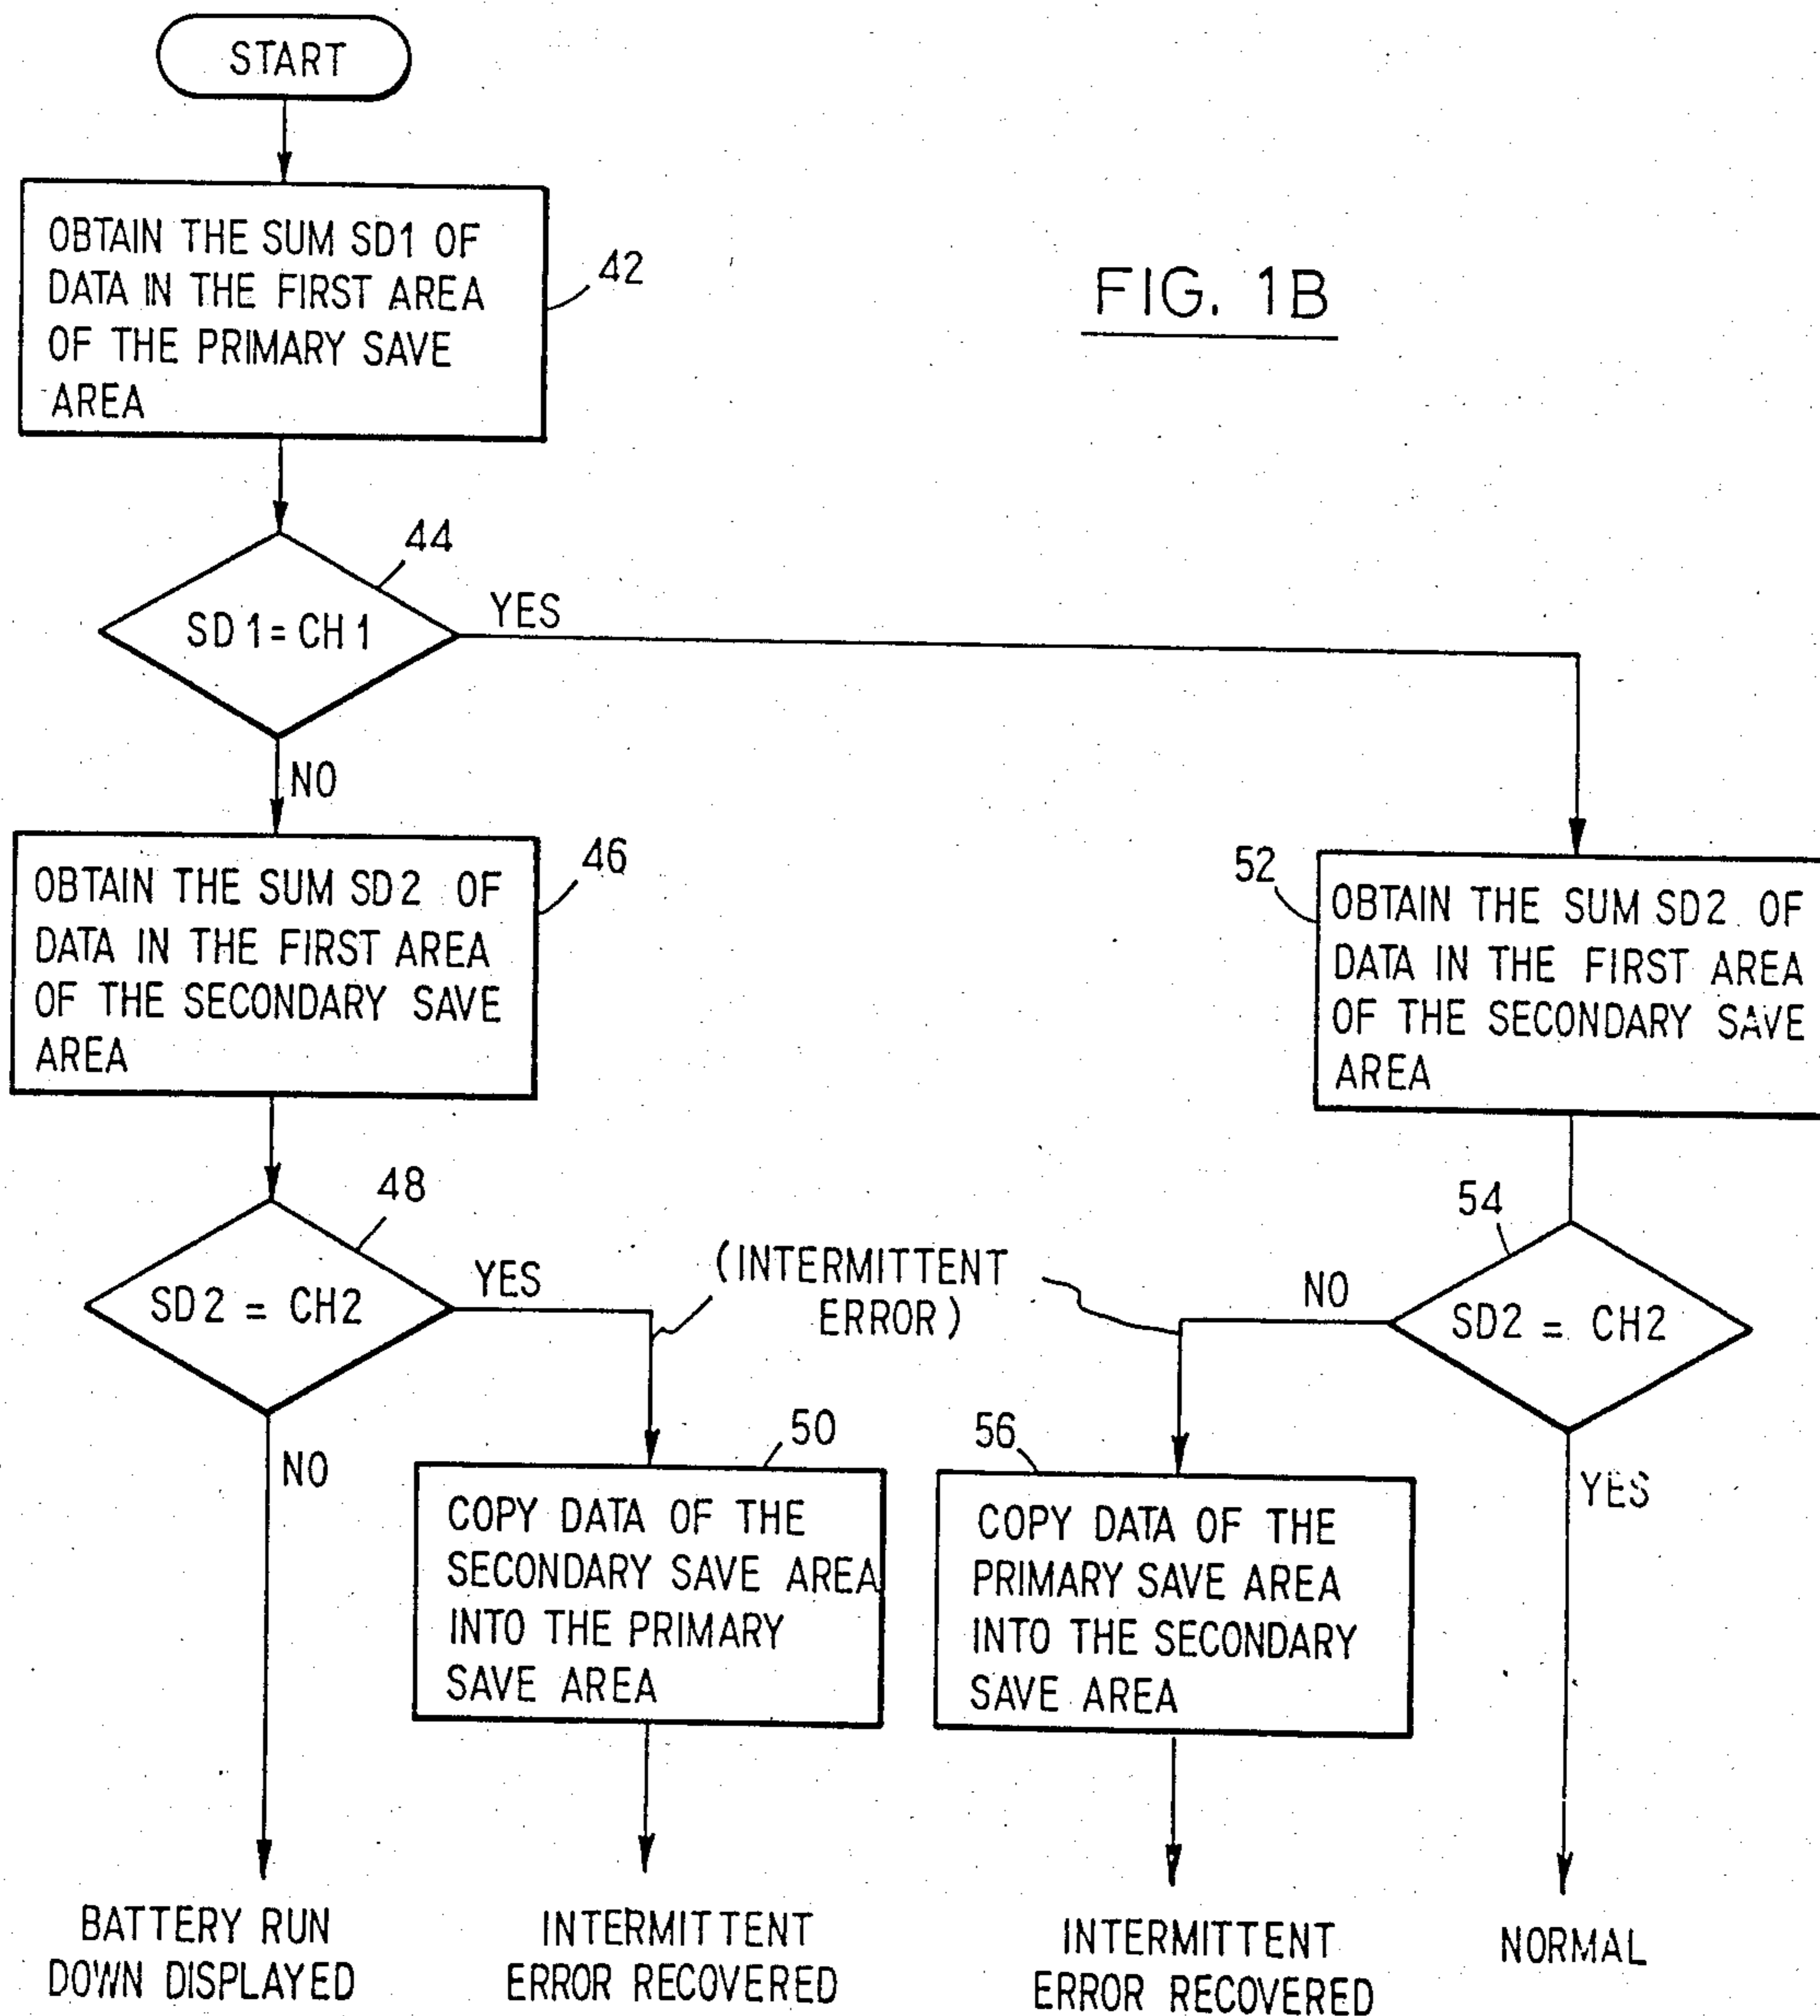 START
OBTAIN THE SUM SD1 OF
DATA IN THE FIRST AREA
OF THE PRIMARY SAVE
AREA
42
FIG. 1B
44
SD1 = CH1
YES
NO
46
OBTAIN THE SUM SD2 OF
DATA IN THE FIRST AREA
OF THE SECONDARY SAVE
AREA
52
OBTAIN THE SUM SD2 OF
DATA IN THE FIRST AREA
OF THE SECONDARY SAVE
AREA
48
SD2 = CH2
YES
NO
(INTERMITTENT
ERROR)
54
SD2 = CH2
NO
YES
50
COPY DATA OF THE
SECONDARY SAVE AREA
INTO THE PRIMARY
SAVE AREA
56
COPY DATA OF THE
PRIMARY SAVE AREA
INTO THE SECONDARY
SAVE AREA
BATTERY RUN
DOWN DISPLAYED
INTERMITTENT
ERROR RECOVERED
INTERMITTENT
ERROR RECOVERED
NORMAL